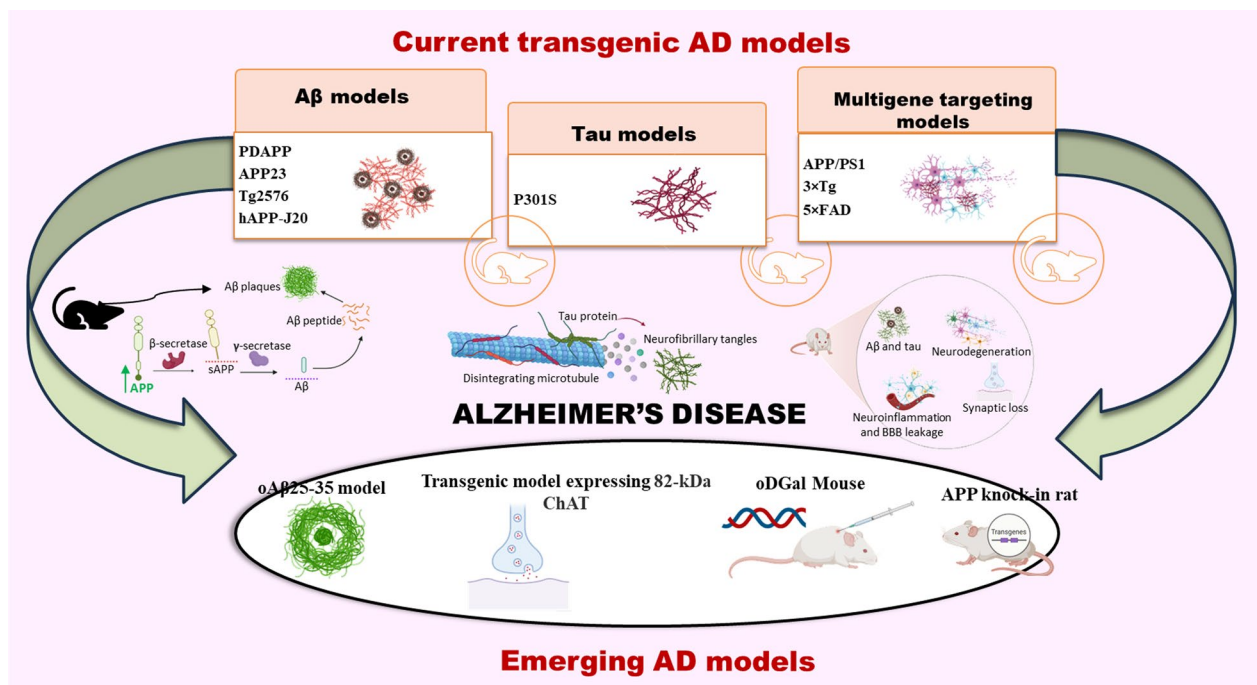 Current transgenic AD models
Aβ models
PDAPP
APP23
Tg2576
hAPP-J20
Tau models
P301S
Multigene targeting
models
APP/PS1
3×Tg
5×FAD
Aβ plaques
Aβ peptide
β-secretase
γ-secretase
APP
sAPP
Aβ
Tau protein
Neurofibrillary tangles
Disintegrating microtubule
Aβ and tau
Neurodegeneration
Neuroinflammation
and BBB leakage
Synaptic loss
ALZHEIMER'S DISEASE
oAβ25-35 model
Transgenic model expressing 82-kDa
ChAT
oDGal Mouse
APP knock-in rat
Transgenes
Emerging AD models